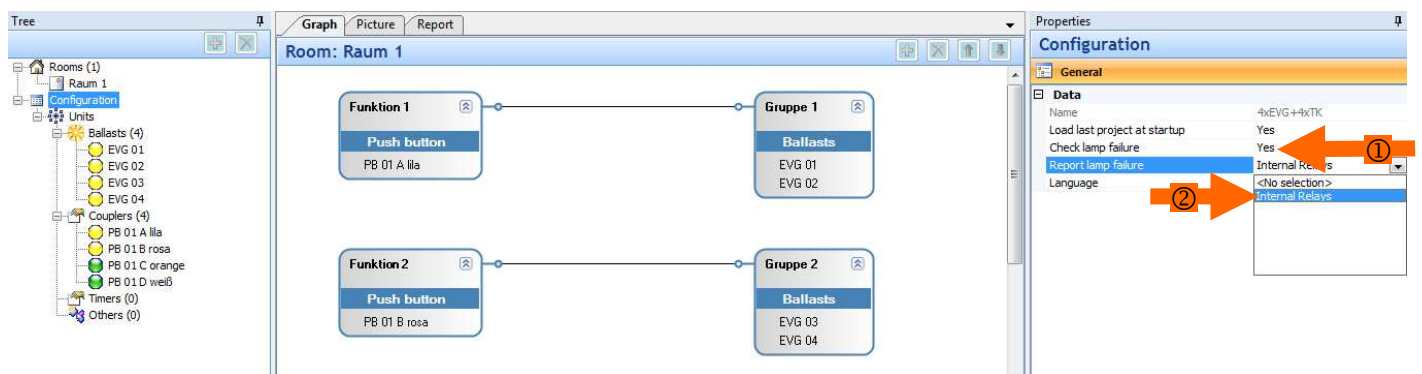 Tree
Rooms (1)
Raum 1
Configuration
Units
Ballasts (4)
EVG 01
EVG 02
EVG 03
EVG 04
Couplers (4)
PB 01 A lila
PB 01 B rosa
PB 01 C orange
PB 01 D weiß
Timers (0)
Others (0)
Graph Picture Report
Room: Raum 1
Funktion 1
Push button
PB 01 A lila
Gruppe 1
Ballasts
EVG 01
EVG 02
Funktion 2
Push button
PB 01 B rosa
Gruppe 2
Ballasts
EVG 03
EVG 04
Properties
Configuration
General
Data
Name 4xEVG+4xTK
Load last project at startup Yes
Check lamp failure Yes
①
Report lamp failure Internal Relays
Language <No selection>
② Internal Relays